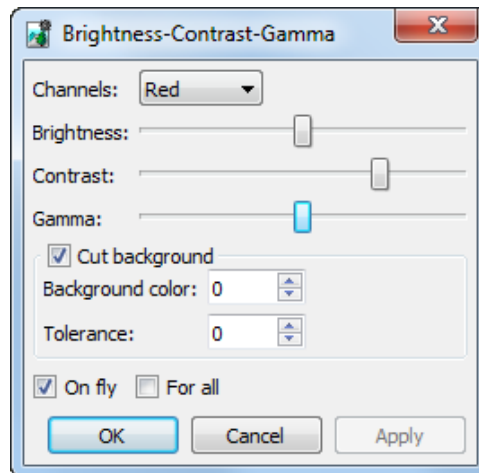 Brightness-Contrast-Gamma
Channels: Red
Brightness:
Contrast:
Gamma:
Cut background
Background color: 0
Tolerance: 0
On fly For all
OK Cancel Apply